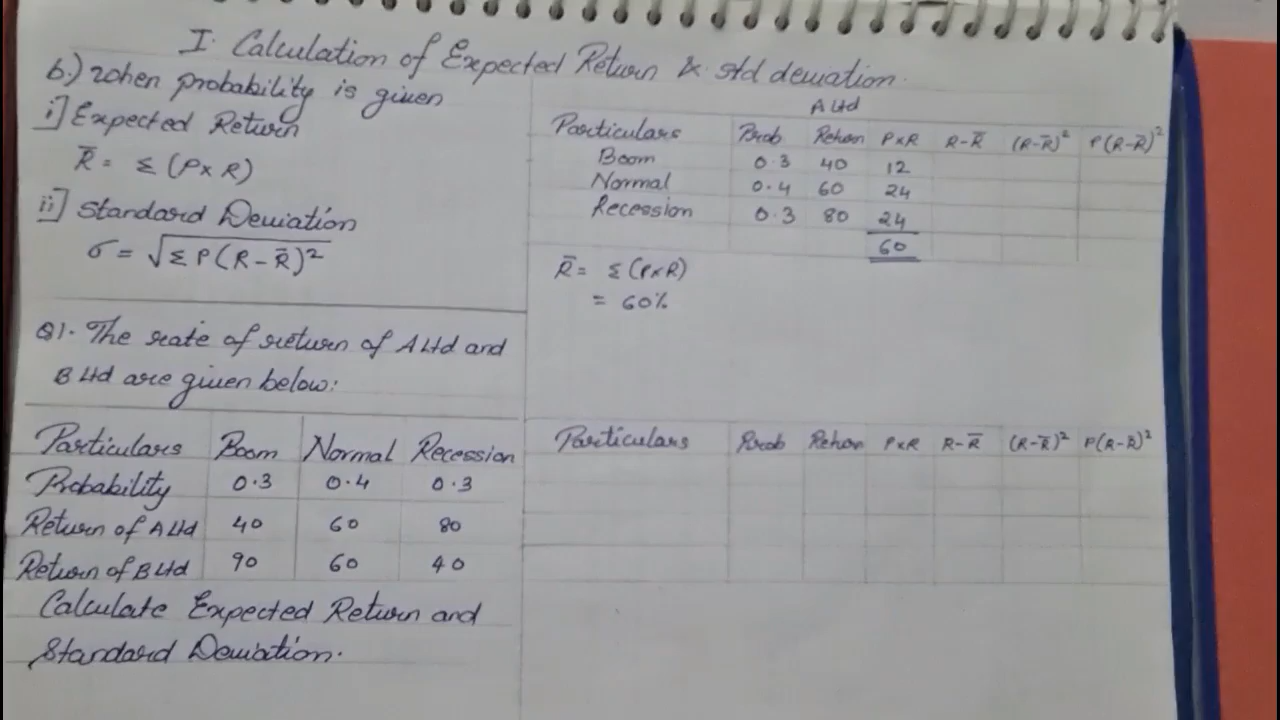 I. Calculation of Expected Return & std deviation.
b.) When probability is given
i] Expected Return
R̄ = Σ (P×R)
ii] Standard Deviation
σ = √ΣP(R-R̄)²
Q1. The rate of return of A Ltd and
B Ltd are given below:
Particulars Boom Normal Recession
Probability 0.3 0.4 0.3
Return of A Ltd 40 60 80
Return of B Ltd 90 60 40
Calculate Expected Return and
Standard Deviation.
A Ltd
Particulars Prob Return P×R R-R̄ (R-R̄)² P(R-R̄)²
Boom 0.3 40 12
Normal 0.4 60 24
Recession 0.3 80 24
60
R̄ = Σ (P×R)
= 60%
Particulars Prob Return P×R R-R̄ (R-R̄)² P(R-R̄)²